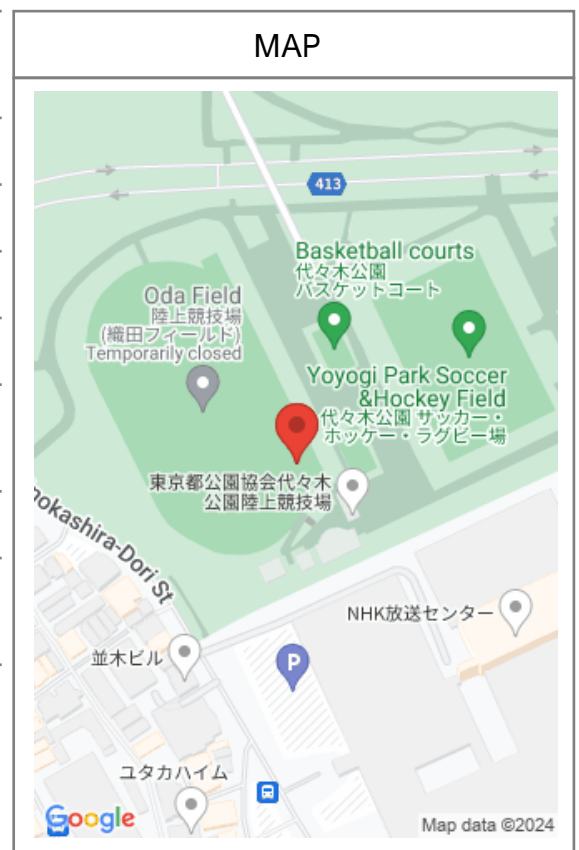 MAP
413
Basketball courts
代々木公園
バスケットコート
Oda Field
陸上競技場
(織田フィールド)
Temporarily closed
Yoyogi Park Soccer
&Hockey Field
代々木公園 サッカー・
ホッケー・ラグビー場
東京都公園協会代々木
公園陸上競技場
nokashira-Dori St
NHK放送センター
並木ビル
P
ユタカハイム
Google
Map data ©2024